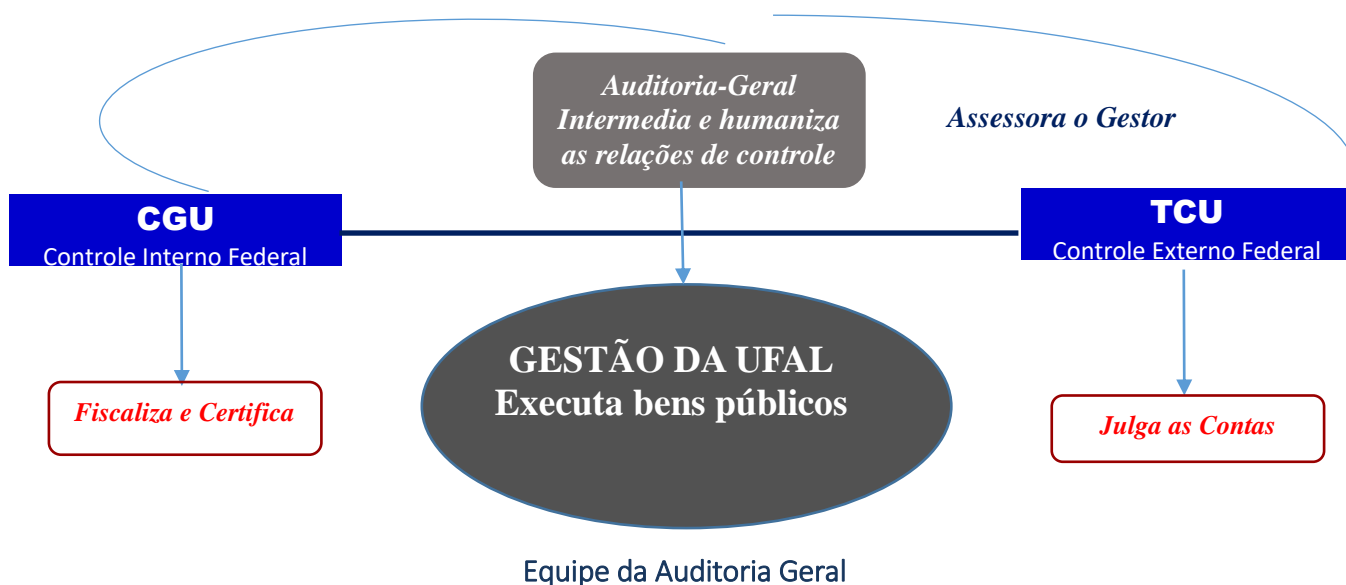 Auditoria-Geral
Intermedia e humaniza
as relações de controle
Assessora o Gestor
CGU
Controle Interno Federal
TCU
Controle Externo Federal
GESTÃO DA UFAL
Executa bens públicos
Fiscaliza e Certifica
Julga as Contas
Equipe da Auditoria Geral